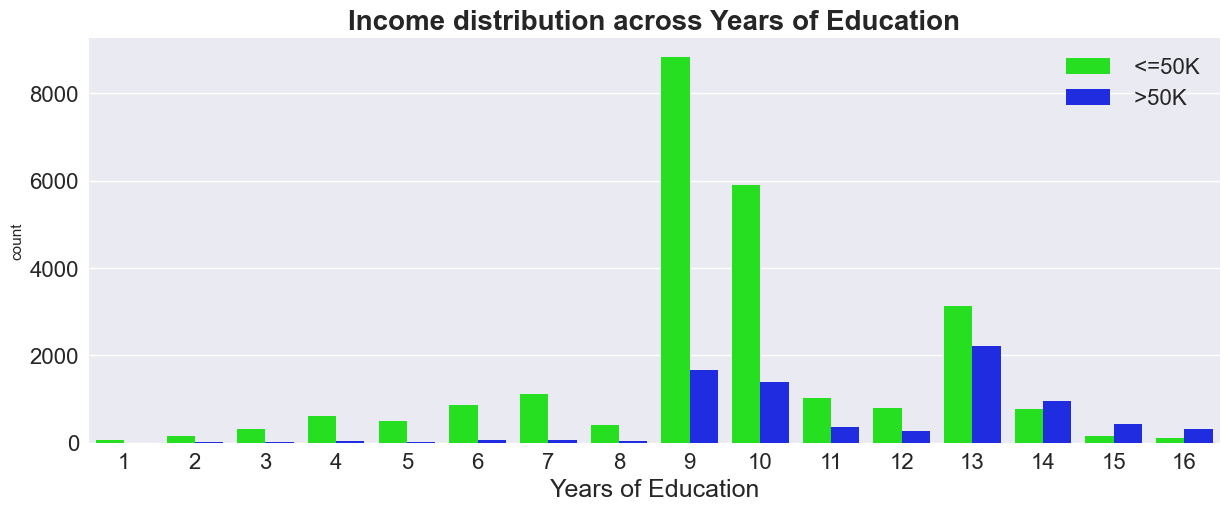 Income distribution across Years of Education
<=50K
>50K
8000
6000
4000
2000
0
count
1 2 3 4 5 6 7 8 9 10 11 12 13 14 15 16
Years of Education